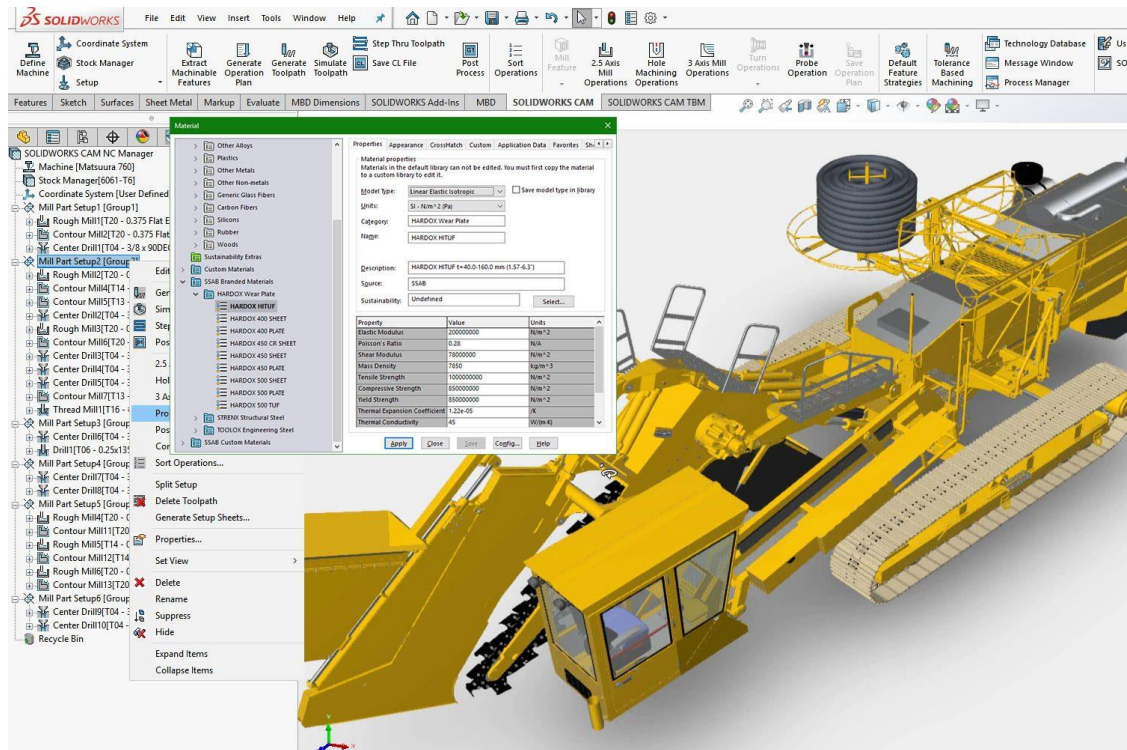 SOLIDWORKS
File Edit View Insert Tools Window Help
Define Machine
Coordinate System
Stock Manager
Setup
Extract Machinable Features
Generate Operation Plan
Generate Toolpath
Simulate Toolpath
Step Thru Toolpath
Save CL File
Post Process
Sort Operations
Mill Feature
2.5 Axis Mill Operations
Hole Machining Operations
3 Axis Mill Operations
Turn Operations
Probe Operation
Save Operation Plan
Default Feature Strategies
Tolerance Based Machining
Technology Database
Message Window
Process Manager
Us
SO
Features Sketch Surfaces Sheet Metal Markup Evaluate MBD Dimensions SOLIDWORKS Add-Ins MBD SOLIDWORKS CAM SOLIDWORKS CAM TBM
SOLIDWORKS CAM NC Manager
Machine [Matsuura 760]
Stock Manager[6061-T6]
Coordinate System [User Defined
Mill Part Setup1 [Group1]
Rough Mill1[T20 - 0.375 Flat E
Contour Mill2[T20 - 0.375 Flat
Center Drill1[T04 - 3/8 x 90DE
Mill Part Setup2 [Group
Rough Mill2[T20 - 0
Contour Mill4[T14 -
Contour Mill5[T13 -
Center Drill2[T04 -
Rough Mill3[T20 - 0
Contour Mill6[T20 -
Center Drill3[T04 -
Center Drill4[T04 -
Center Drill5[T04 -
Contour Mill7[T13 -
Thread Mill1[T16 -
Mill Part Setup3 [Group
Center Drill6[T04 -
Drill1[T06 - 0.25x13
Mill Part Setup4 [Group
Center Drill7[T04 -
Center Drill8[T04 -
Mill Part Setup5 [Group
Rough Mill4[T20 - 0
Contour Mill11[T20
Rough Mill5[T14 - 0
Contour Mill12[T14
Rough Mill6[T20 - 0
Contour Mill13[T20
Mill Part Setup6 [Group
Center Drill9[T04 -
Center Drill10[T04 -
Recycle Bin
Edit
Ger
Sim
Step
Pos
2.5
Hol
3 A
Pro
Pos
Co
Sort Operations...
Split Setup
Delete Toolpath
Generate Setup Sheets...
Properties...
Set View
Delete
Rename
Suppress
Hide
Expand Items
Collapse Items
Material
Other Alloys
Plastics
Other Metals
Other Non-metals
Generic Glass Fibers
Carbon Fibers
Silicons
Rubber
Woods
Sustainability Extras
Custom Materials
SSAB Branded Materials
HARDOX Wear Plate
HARDOX HITUF
HARDOX 400 SHEET
HARDOX 400 PLATE
HARDOX 450 CR SHEET
HARDOX 450 SHEET
HARDOX 450 PLATE
HARDOX 500 SHEET
HARDOX 500 PLATE
HARDOX 500 TUF
STRENX Structural Steel
TOOLOX Engineering Steel
SSAB Custom Materials
Properties Appearance CrossHatch Custom Application Data Favorites
Material properties
Materials in the default library can not be edited. You must first copy the material
to a custom library to edit it.
Model Type: Linear Elastic Isotropic Save model type in library
Units: SI - N/m^2 (Pa)
Category: HARDOX Wear Plate
Name: HARDOX HITUF
Description: HARDOX HITUF t=40.0-160.0 mm (1.57-6.3")
Source: SSAB
Sustainability: Undefined Select...
Property Value Units
Elastic Modulus 200000000 N/m^2
Poisson's Ratio 0.28 N/A
Shear Modulus 78000000 N/m^2
Mass Density 7850 kg/m^3
Tensile Strength 1000000000 N/m^2
Compressive Strength 850000000 N/m^2
Yield Strength 850000000 N/m^2
Thermal Expansion Coefficient 1.22e-05 /K
Thermal Conductivity 45 W/(m·K)
Apply Close Save Config... Help